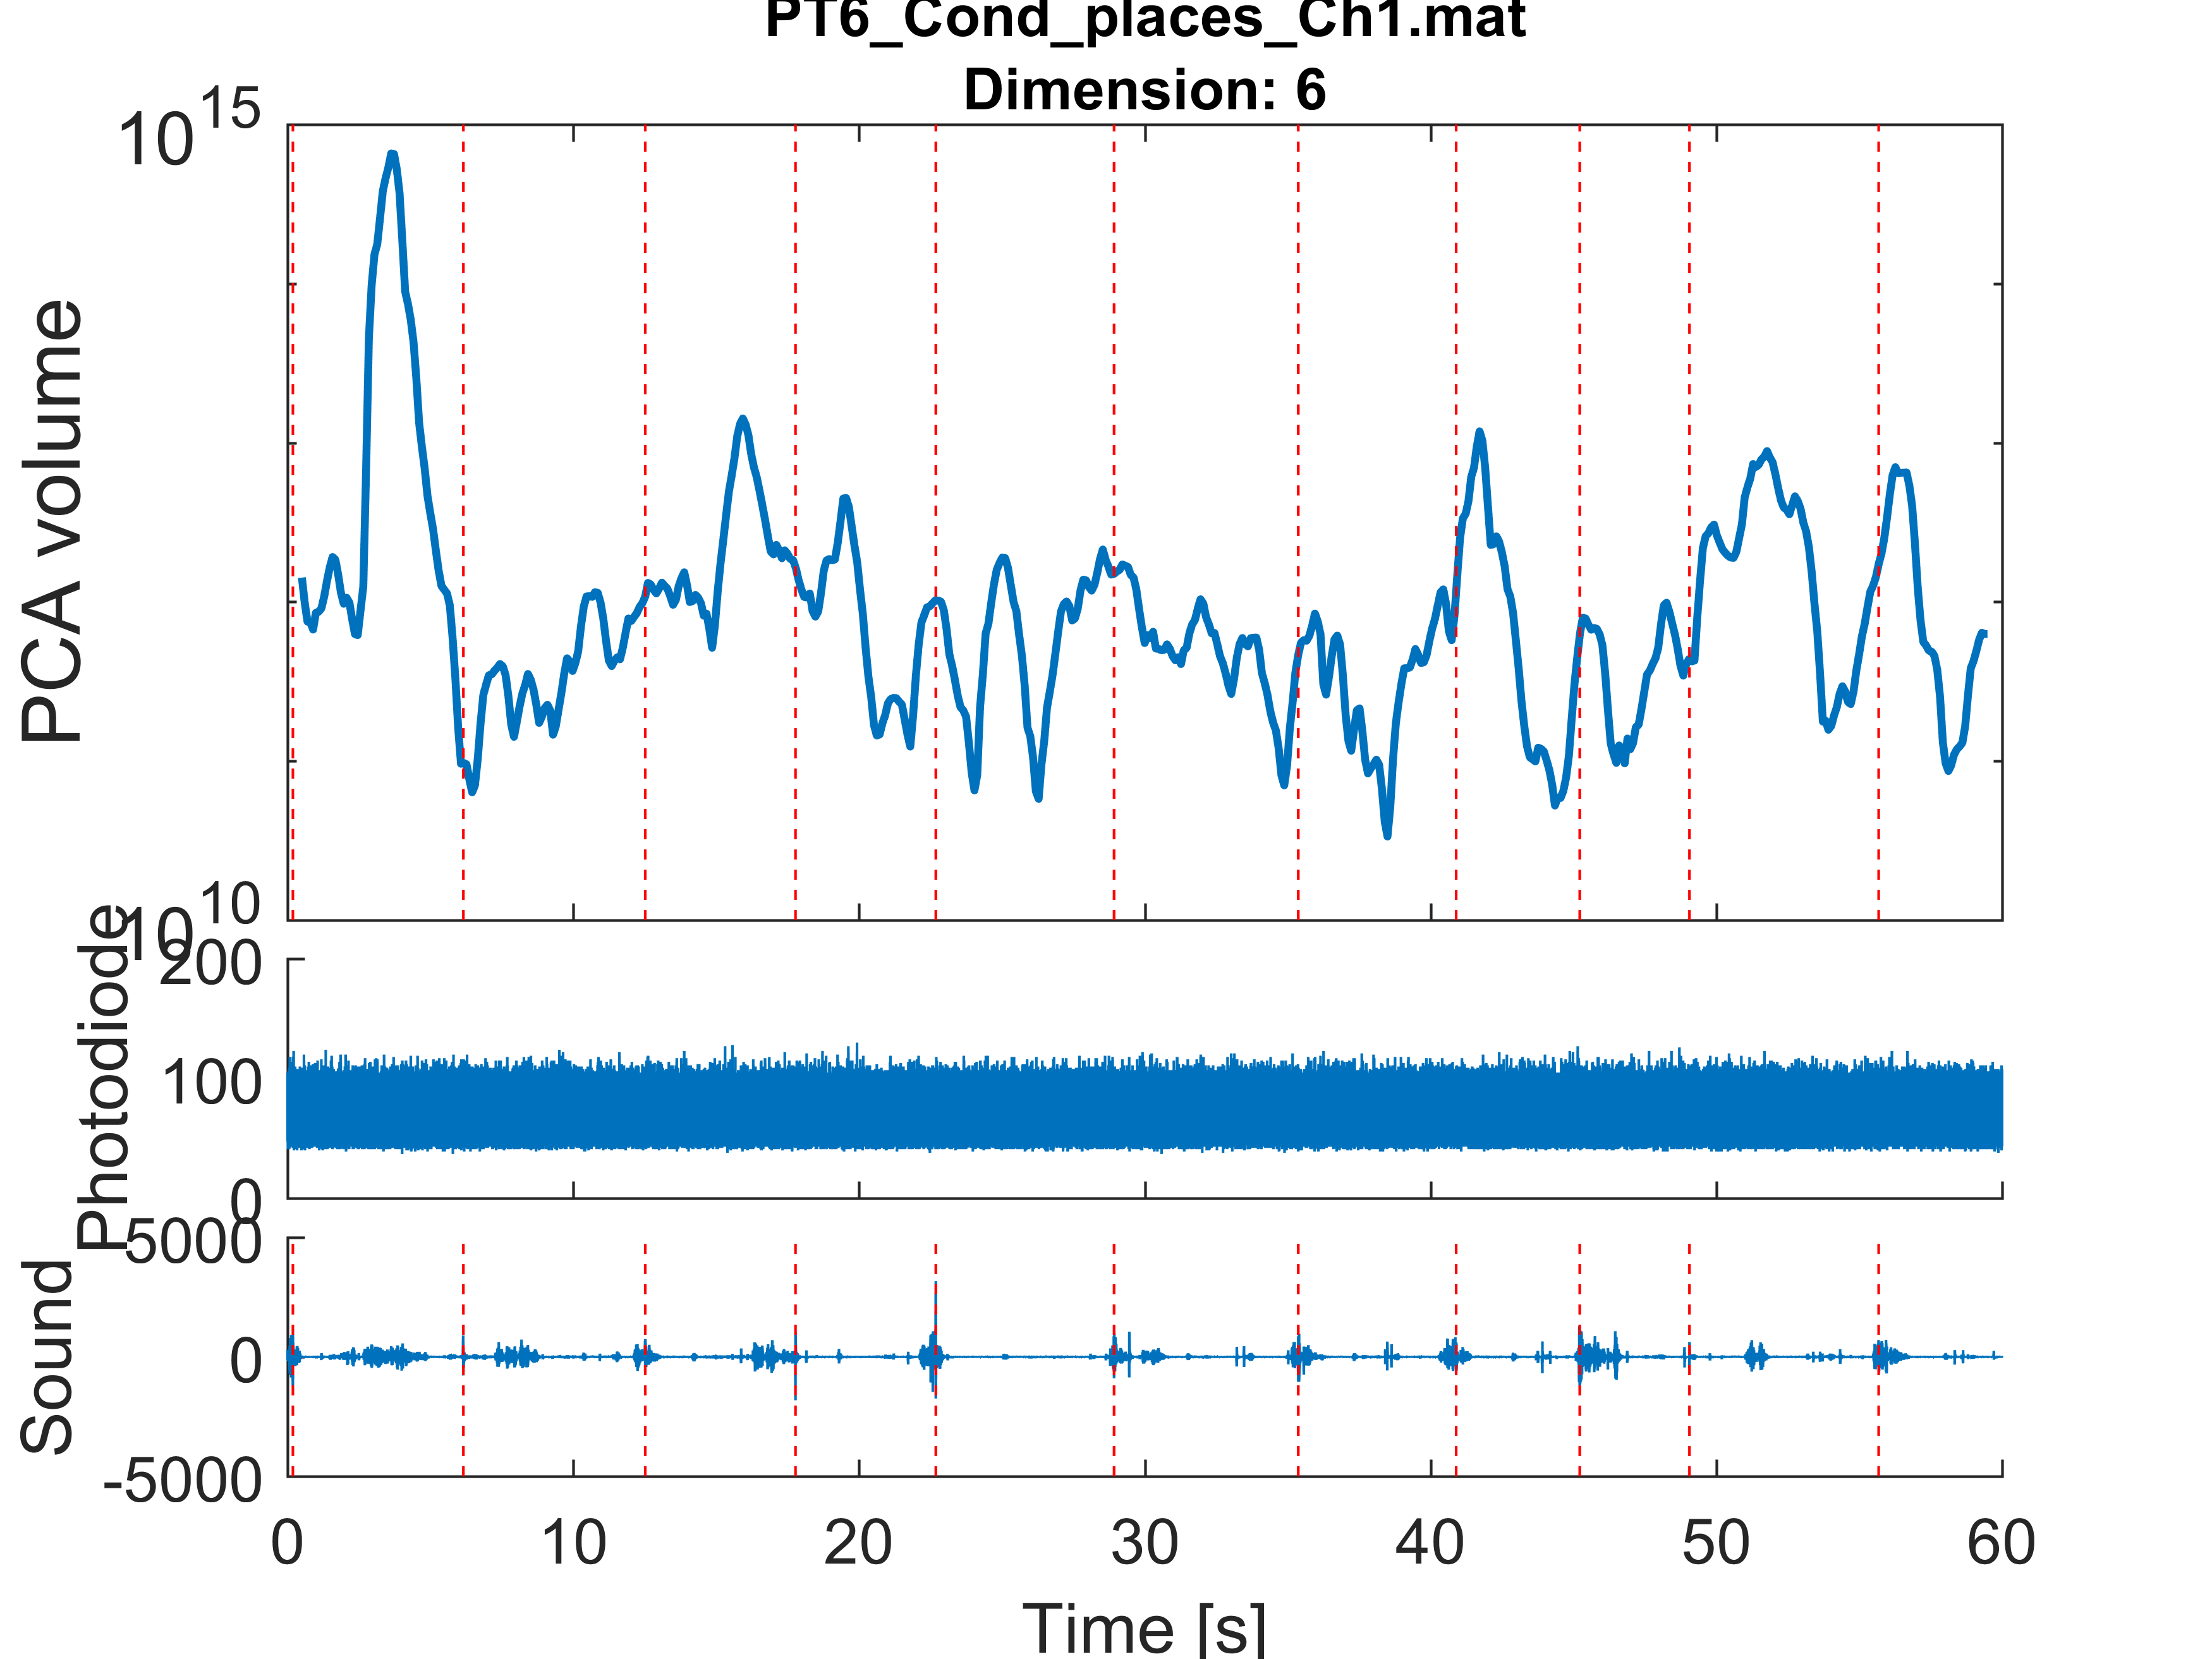 PT6_Cond_places_Ch1.mat
Dimension: 6
10^15
PCA volume
10^10
200
Photodiode
100
0
5000
Sound
0
-5000
0 10 20 30 40 50 60
Time [s]